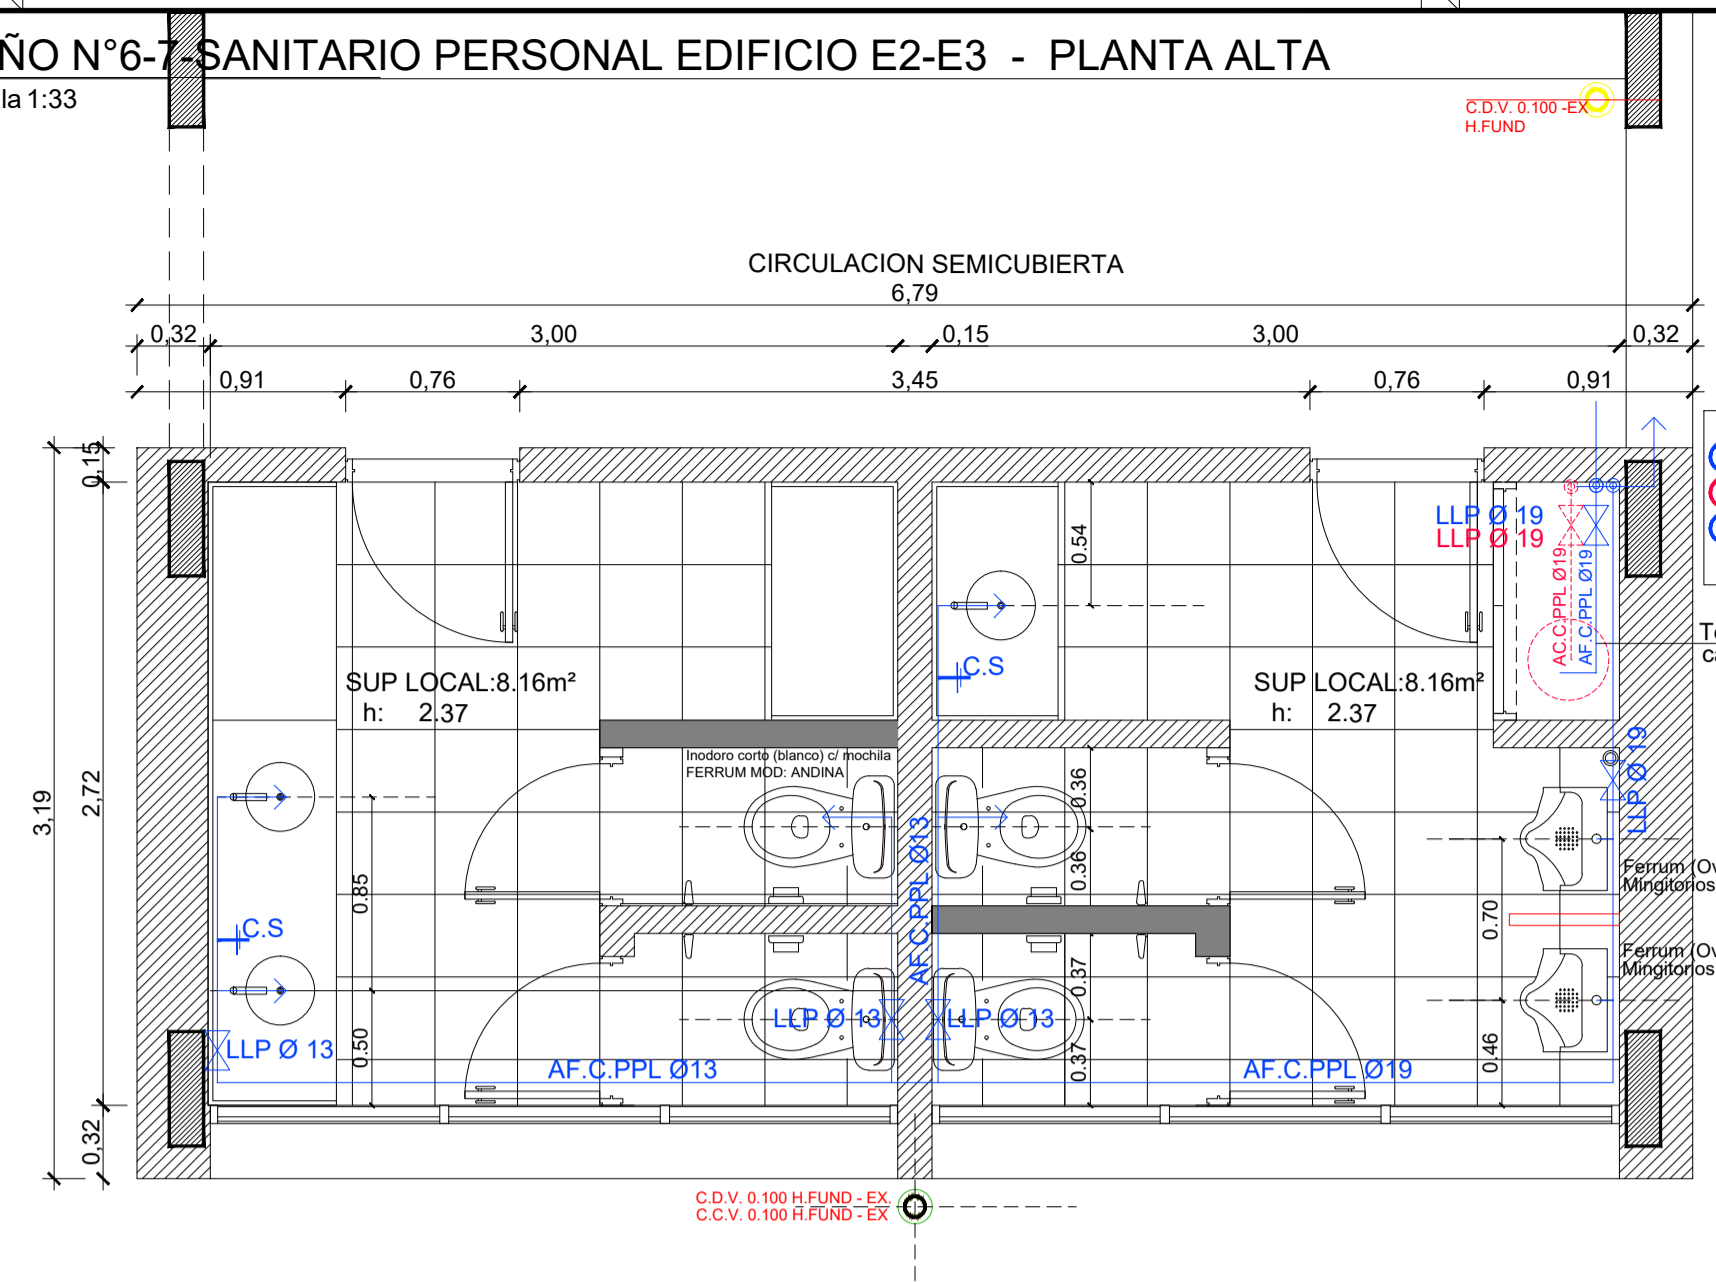 ÑO N°6-7-SANITARIO PERSONAL EDIFICIO E2-E3 - PLANTA ALTA
la 1:33
C.D.V. 0.100 -EX
H.FUND
CIRCULACION SEMICUBIERTA
6,79
0,32
3,00
0,15
3,00
0,32
0,91
0,76
3,45
0,76
0,91
0,15
3,19
2,72
0,32
0.54
LLP Ø 19
LLP Ø 19
AC.C.PPL Ø19
AF.C.PPL Ø19
C.S
SUP LOCAL:8.16m²
h: 2.37
SUP LOCAL:8.16m²
h: 2.37
Inodoro corto (blanco) c/ mochila
FERRUM MOD: ANDINA
0.36
0.36
0.37
0.37
AF.C.PPL Ø13
LLP Ø 19
0.85
0.50
C.S
0.70
0.46
Ferrum (Ov
Mingitorios
Ferrum (Ov
Mingitorios
LLP Ø 13
LLP Ø 13
LLP Ø 13
AF.C.PPL Ø13
AF.C.PPL Ø19
C.D.V. 0.100 H.FUND - EX.
C.C.V. 0.100 H.FUND - EX